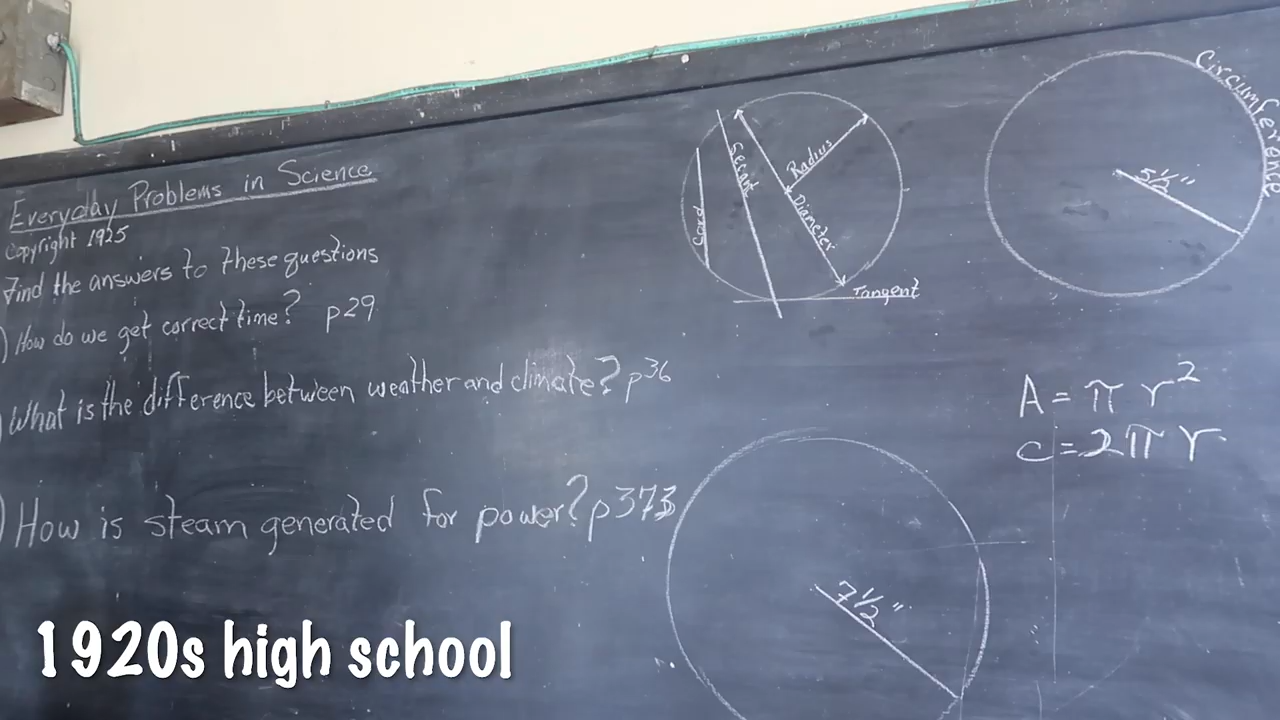 Everyday Problems in Science
Copyright 1925
Find the answers to these questions
) How do we get correct time? p29
) What is the difference between weather and climate? p36
) How is steam generated for power? p373
Cord
Secant
Radius
Diameter
Tangent
Circumference
5½"
A = π r²
C = 2π r
7½"
1920s high school